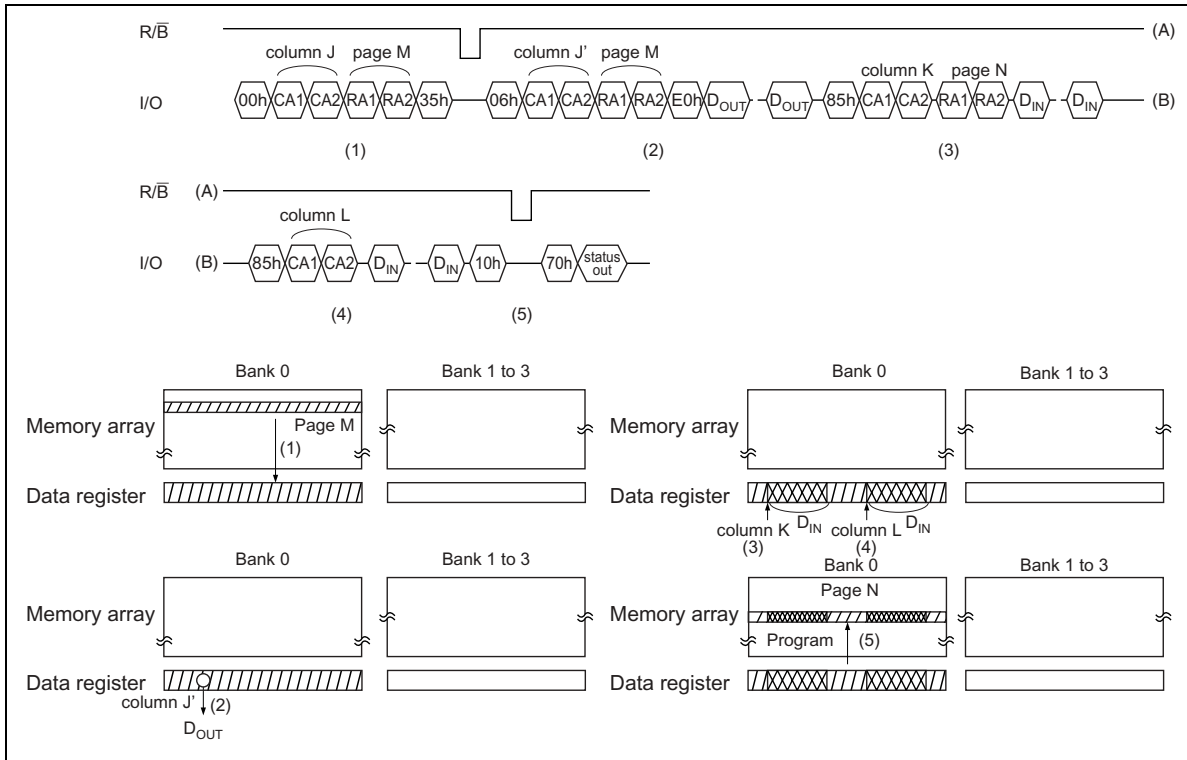 R/B (A)
column J page M column J' page M column K page N
I/O 00h CA1 CA2 RA1 RA2 35h 06h CA1 CA2 RA1 RA2 E0h DOUT DOUT 85h CA1 CA2 RA1 RA2 DIN DIN (B)
(1) (2) (3)
R/B (A)
column L
I/O (B) 85h CA1 CA2 DIN DIN 10h 70h status out
(4) (5)
Bank 0 Bank 1 to 3 Bank 0 Bank 1 to 3
Memory array Page M Memory array
(1)
Data register Data register
column K DIN column L DIN
(3) (4)
Bank 0 Bank 1 to 3 Bank 0 Bank 1 to 3
Page N
Memory array Memory array
Program (5)
Data register Data register
column J' (2)
DOUT